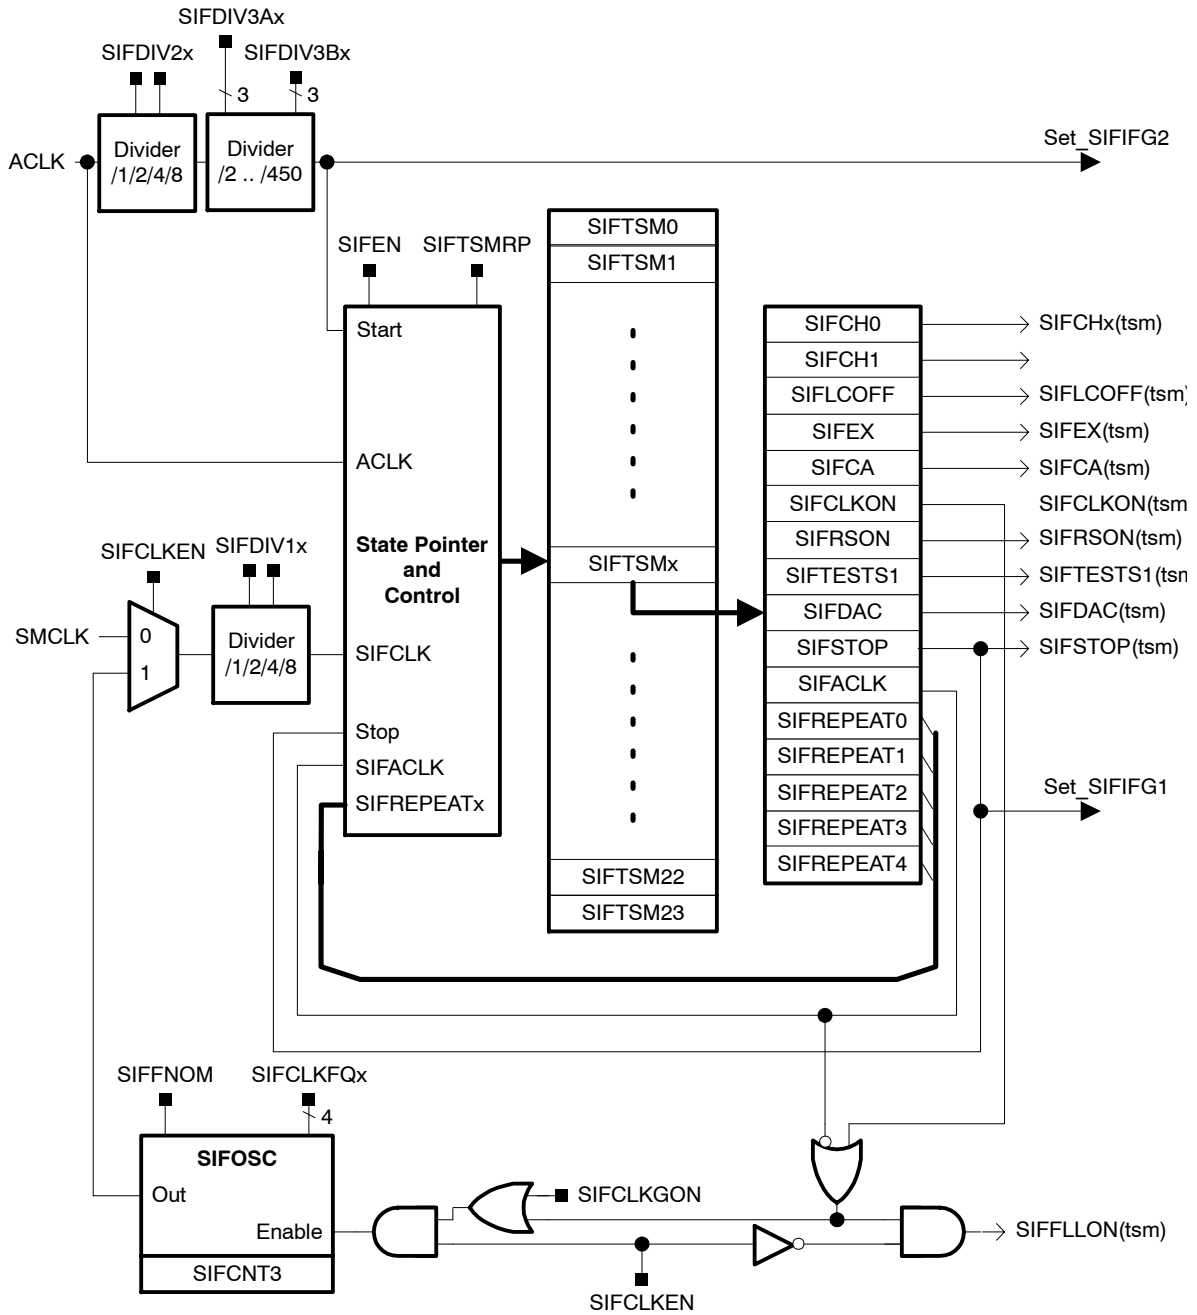 SIFDIV3Ax
SIFDIV2x
SIFDIV3Bx
3
3
ACLK
Divider
/1/2/4/8
Divider
/2 .. /450
Set_SIFIFG2
SIFEN
SIFTSMRP
SIFTSM0
SIFTSM1
Start
ACLK
State Pointer
and
Control
SIFCLKEN
SIFDIV1x
SMCLK
0
1
Divider
/1/2/4/8
SIFCLK
Stop
SIFACLK
SIFREPEATx
SIFTSMx
SIFTSM22
SIFTSM23
SIFCH0
SIFCH1
SIFLCOFF
SIFEX
SIFCA
SIFCLKON
SIFRSON
SIFTESTS1
SIFDAC
SIFSTOP
SIFACLK
SIFREPEAT0
SIFREPEAT1
SIFREPEAT2
SIFREPEAT3
SIFREPEAT4
SIFCHx(tsm)
SIFLCOFF(tsm)
SIFEX(tsm)
SIFCA(tsm)
SIFCLKON(tsm
SIFRSON(tsm)
SIFTESTS1(tsm
SIFDAC(tsm)
SIFSTOP(tsm)
Set_SIFIFG1
SIFFNOM
SIFCLKFQx
4
SIFOSC
Out
Enable
SIFCNT3
SIFCLKGON
SIFCLKEN
SIFFLLON(tsm)